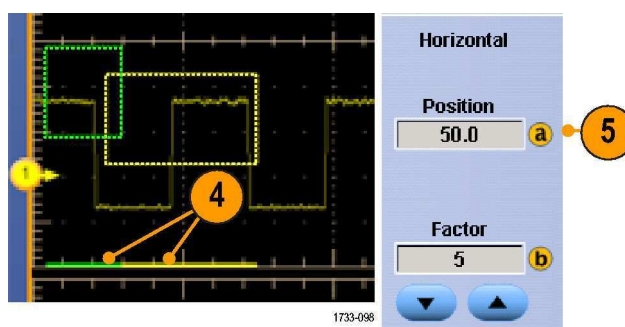 1
4
1733-098
Horizontal
Position
50.0 a
5
Factor
5 b